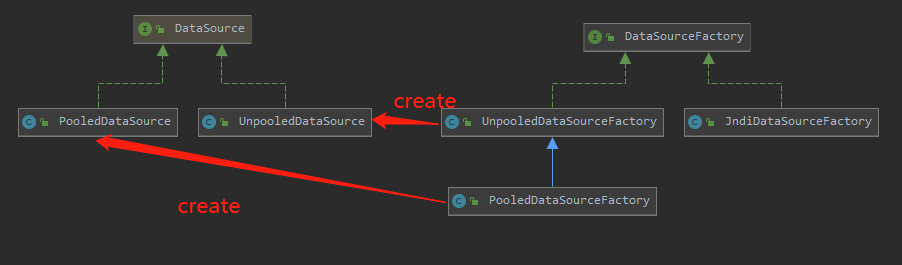 DataSource
DataSourceFactory
create
PooledDataSource
UnpooledDataSource
UnpooledDataSourceFactory
JndiDataSourceFactory
create
PooledDataSourceFactory